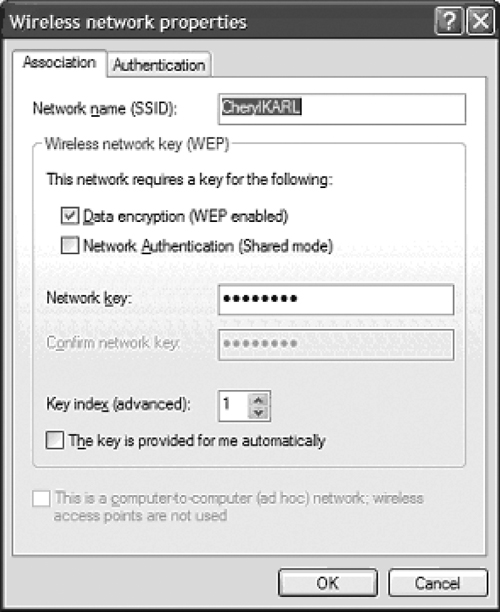 Wireless network properties
Association Authentication
Network name (SSID): CherylKARL
Wireless network key (WEP)
This network requires a key for the following:
Data encryption (WEP enabled)
Network Authentication (Shared mode)
Network key: ••••••••
Confirm network key: ••••••••
Key index (advanced): 1
The key is provided for me automatically
This is a computer-to-computer (ad hoc) network; wireless
access points are not used
OK Cancel